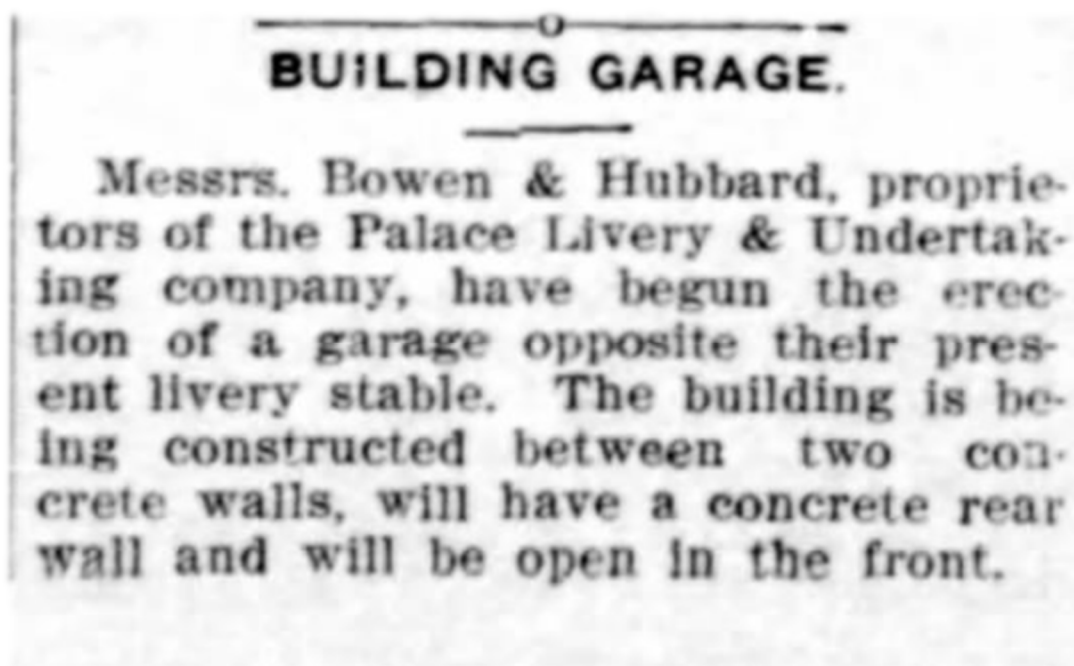 BUILDING GARAGE.
Messrs. Bowen & Hubbard, proprie-
tors of the Palace Livery & Undertak-
ing company, have begun the erec-
tion of a garage opposite their pres-
ent livery stable. The building is be-
ing constructed between two con-
crete walls, will have a concrete rear
wall and will be open in the front.